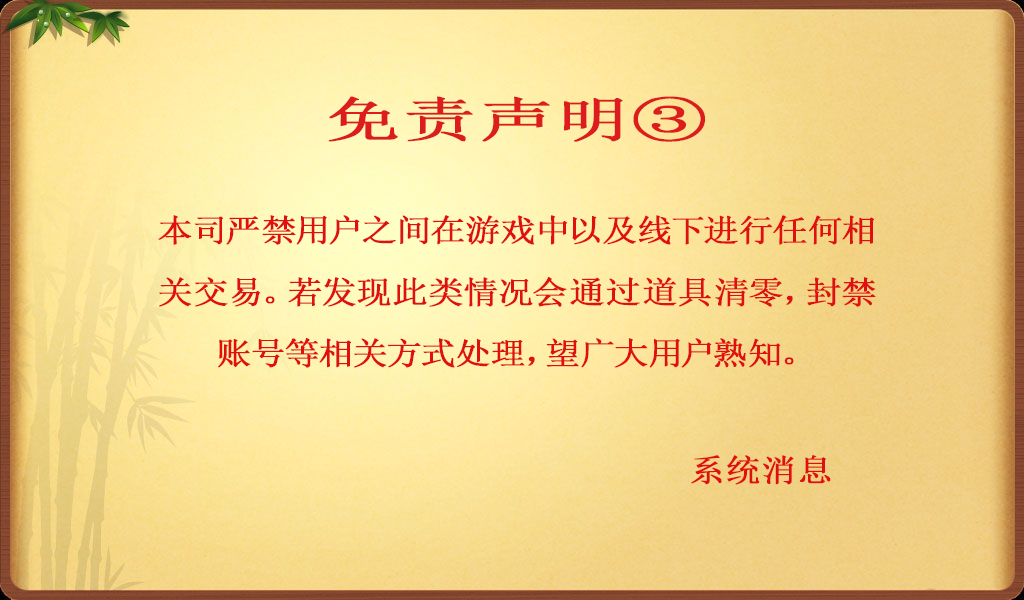 免责声明③
本司严禁用户之间在游戏中以及线下进行任何相
关交易。若发现此类情况会通过道具清零，封禁
账号等相关方式处理，望广大用户熟知。
系统消息